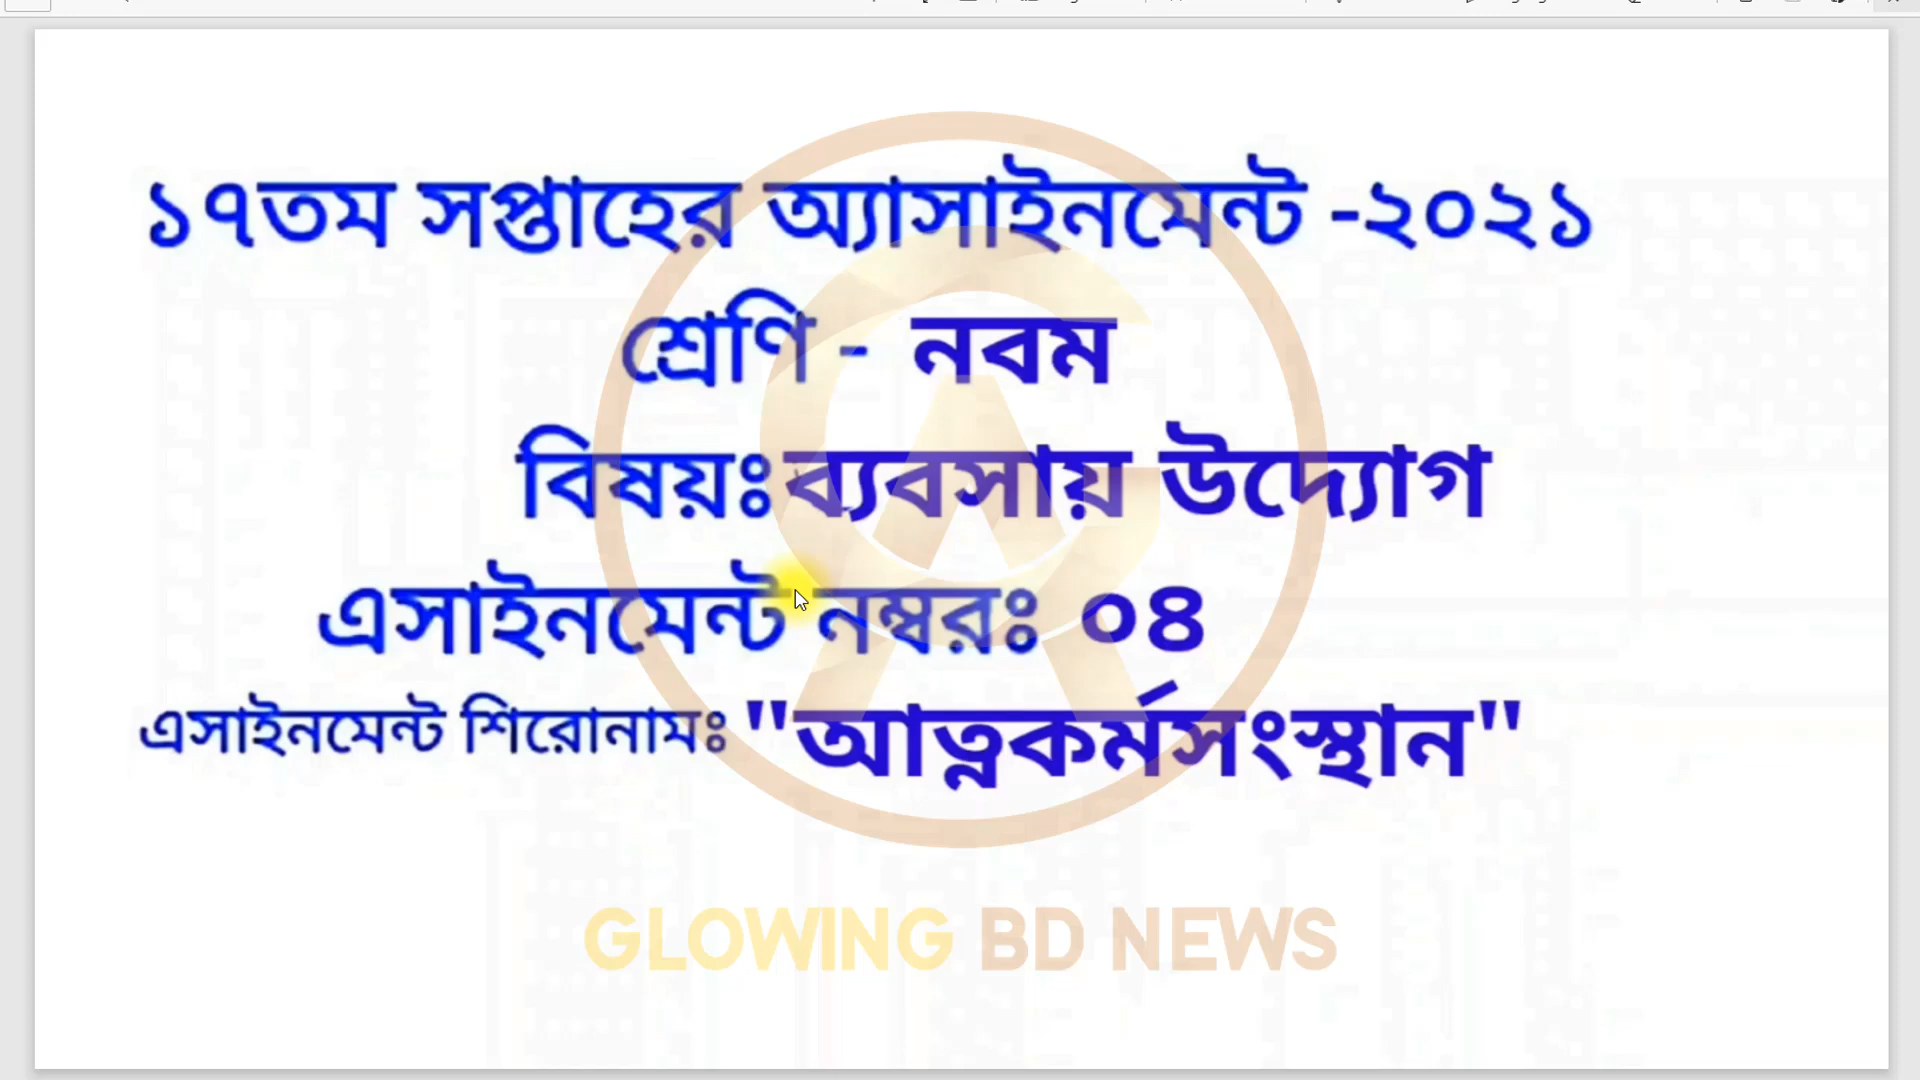 ১৭তম সপ্তাহের অ্যাসাইনমেন্ট -২০২১
শ্রেণি - নবম
বিষয়ঃ ব্যবসায় উদ্যোগ
এসাইনমেন্ট নম্বরঃ ০৪
এসাইনমেন্ট শিরোনামঃ "আত্নকর্মসংস্থান"
GLOWING BD NEWS